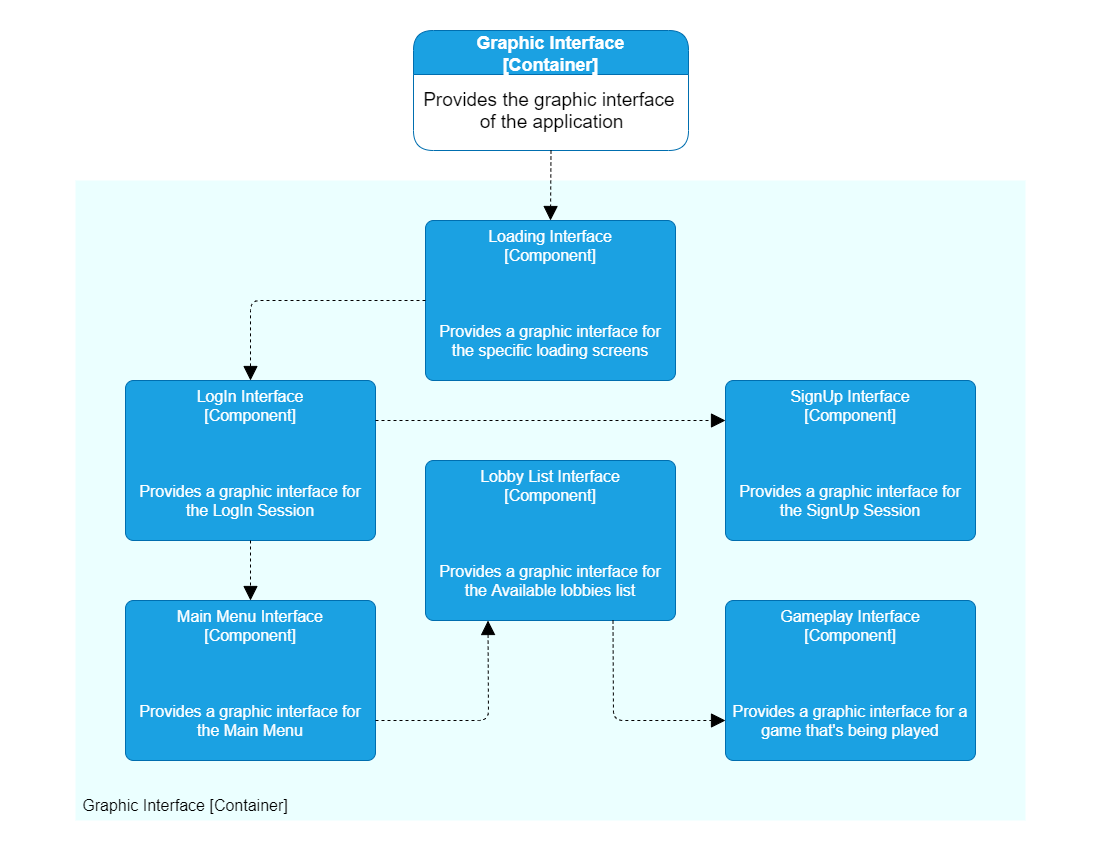 Graphic Interface
[Container]
Provides the graphic interface
of the application
Loading Interface
[Component]
Provides a graphic interface for
the specific loading screens
LogIn Interface
[Component]
Provides a graphic interface for
the LogIn Session
SignUp Interface
[Component]
Provides a graphic interface for
the SignUp Session
Lobby List Interface
[Component]
Provides a graphic interface for
the Available lobbies list
Main Menu Interface
[Component]
Provides a graphic interface for
the Main Menu
Gameplay Interface
[Component]
Provides a graphic interface for a
game that's being played
Graphic Interface [Container]